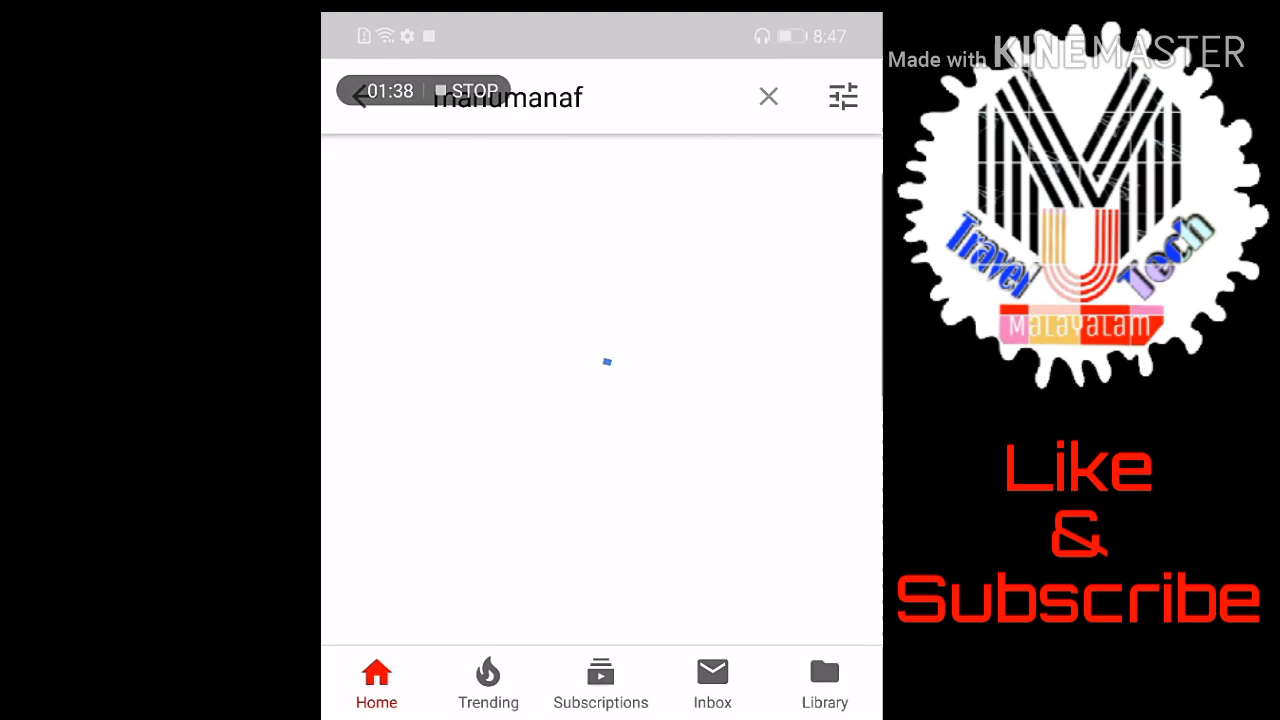 8:47
01:38 STOP
manumanaf
Home
Trending
Subscriptions
Inbox
Library
Made with KINEMASTER
M
U
Travel
Tech
Malayalam
Like
&
Subscribe